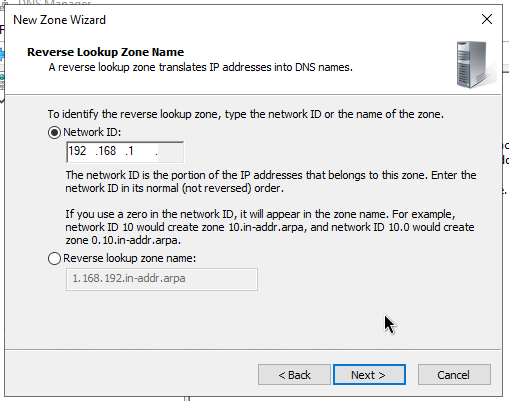 DNS Manager
New Zone Wizard
Reverse Lookup Zone Name
A reverse lookup zone translates IP addresses into DNS names.
To identify the reverse lookup zone, type the network ID or the name of the zone.
Network ID:
192 .168 .1 .
The network ID is the portion of the IP addresses that belongs to this zone. Enter the
network ID in its normal (not reversed) order.
If you use a zero in the network ID, it will appear in the zone name. For example,
network ID 10 would create zone 10.in-addr.arpa, and network ID 10.0 would create
zone 0.10.in-addr.arpa.
Reverse lookup zone name:
1.168.192.in-addr.arpa
< Back
Next >
Cancel